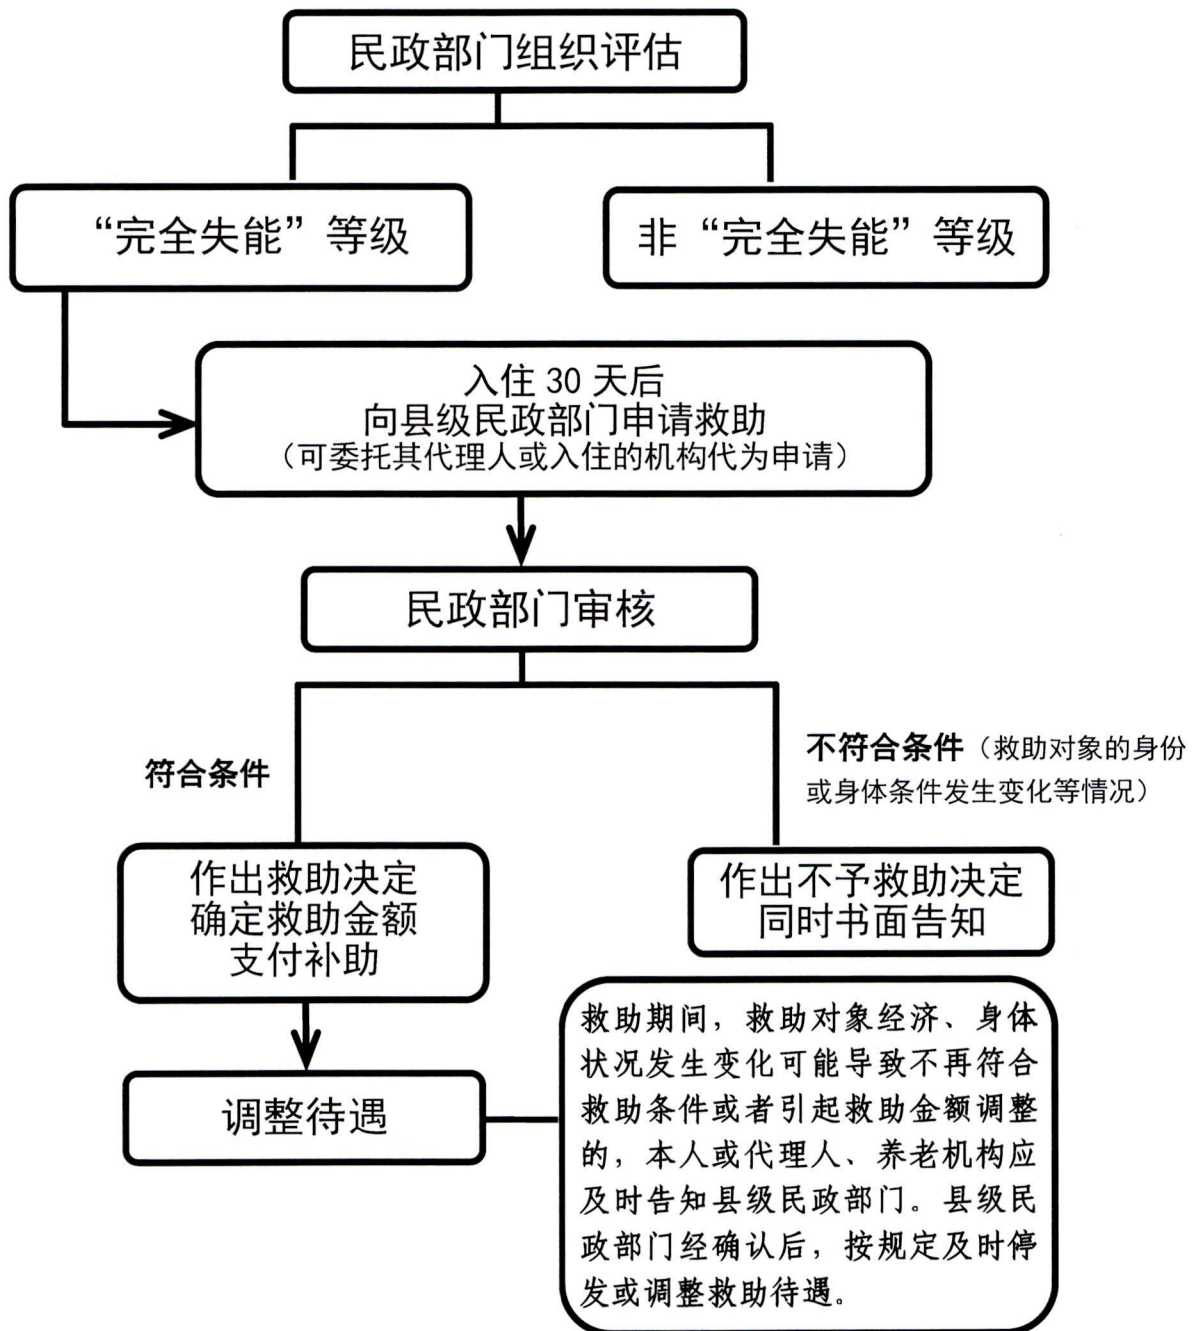 民政部门组织评估
“完全失能”等级
非“完全失能”等级
入住 30 天后
向县级民政部门申请救助
（可委托其代理人或入住的机构代为申请）
民政部门审核
符合条件
不符合条件（救助对象的身份
或身体条件发生变化等情况）
作出救助决定
确定救助金额
支付补助
作出不予救助决定
同时书面告知
调整待遇
救助期间，救助对象经济、身体
状况发生变化可能导致不再符合
救助条件或者引起救助金额调整
的，本人或代理人、养老机构应
及时告知县级民政部门。县级民
政部门经确认后，按规定及时停
发或调整救助待遇。